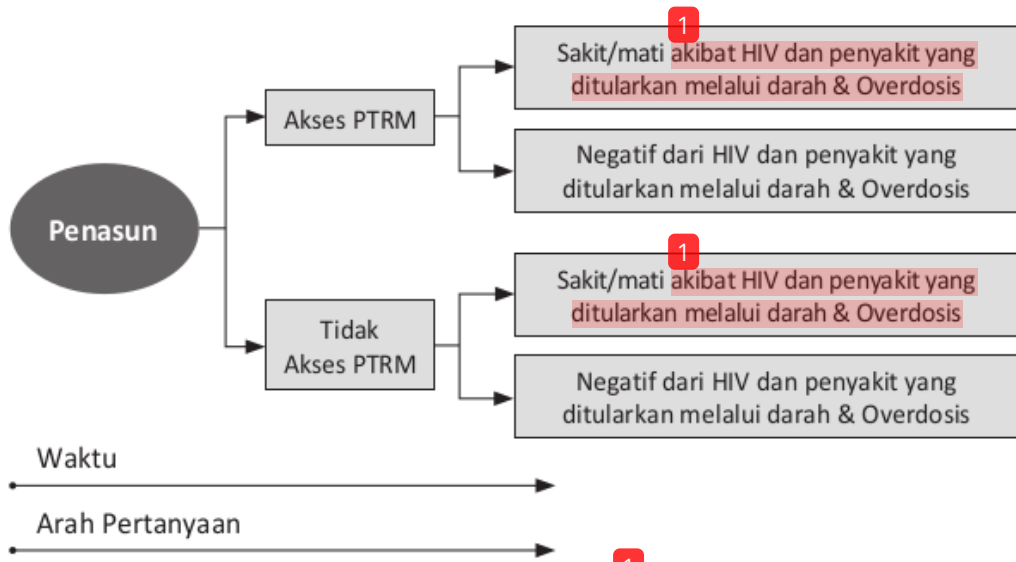 1
Sakit/mati akibat HIV dan penyakit yang
ditularkan melalui darah & Overdosis
Akses PTRM
Negatif dari HIV dan penyakit yang
ditularkan melalui darah & Overdosis
Penasun
1
Sakit/mati akibat HIV dan penyakit yang
ditularkan melalui darah & Overdosis
Tidak
Akses PTRM
Negatif dari HIV dan penyakit yang
ditularkan melalui darah & Overdosis
Waktu
Arah Pertanyaan
1